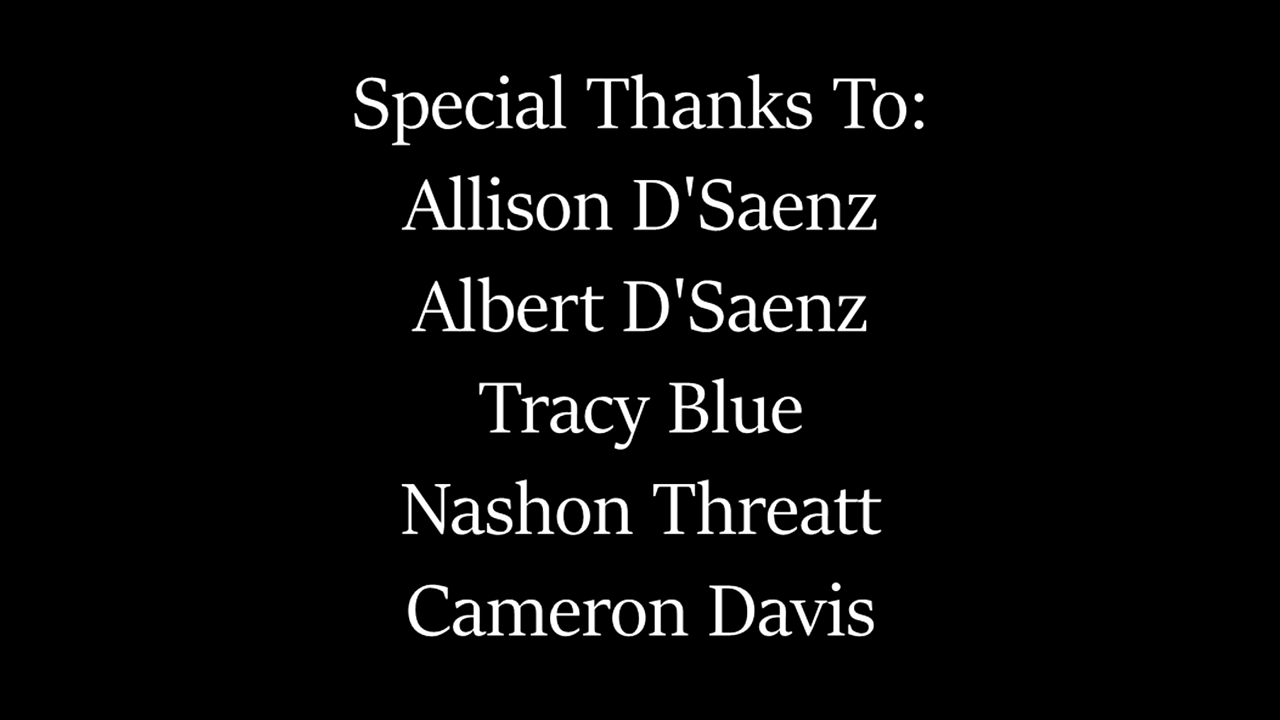 Special Thanks To:
Allison D'Saenz
Albert D'Saenz
Tracy Blue
Nashon Threatt
Cameron Davis